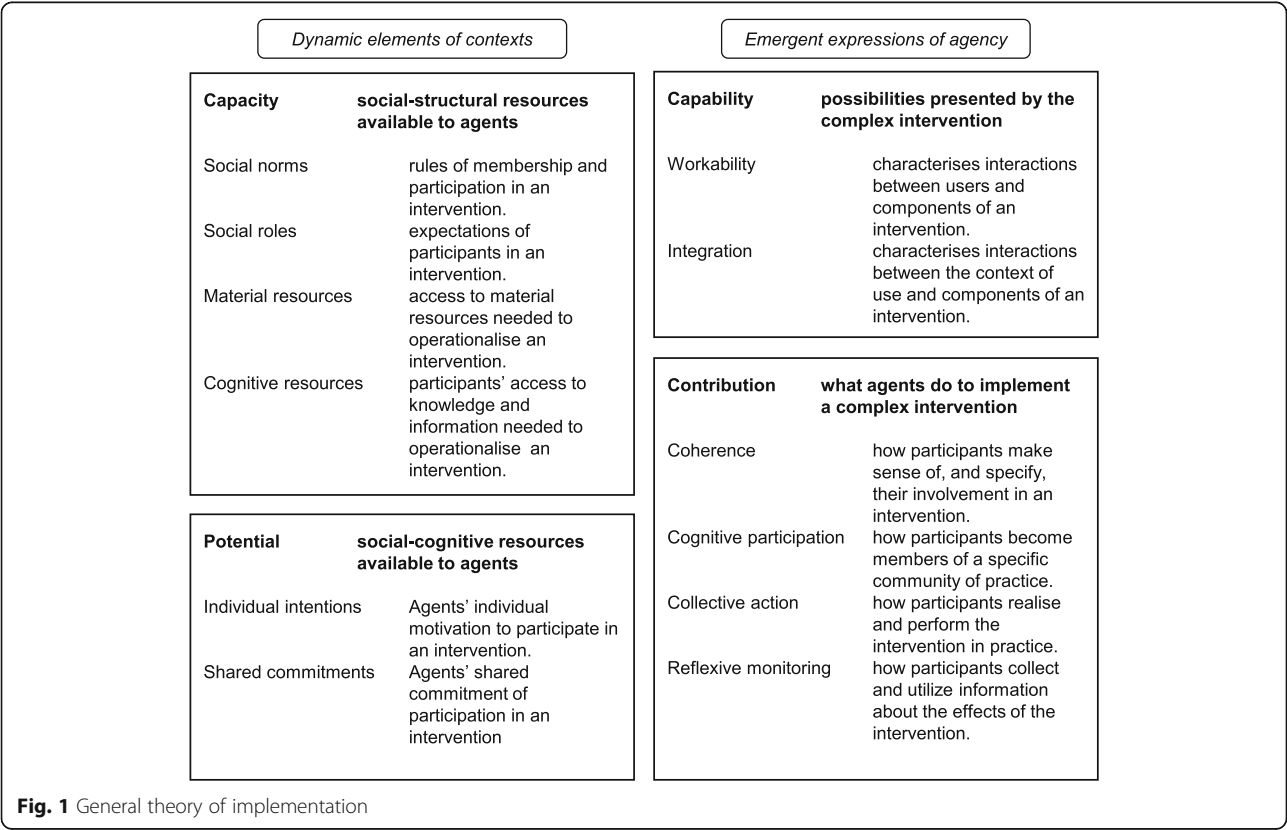 Dynamic elements of contexts
Capacity social-structural resources
available to agents
Social norms rules of membership and
participation in an
intervention.
Social roles expectations of
participants in an
intervention.
Material resources access to material
resources needed to
operationalise an
intervention.
Cognitive resources participants' access to
knowledge and
information needed to
operationalise an
intervention.
Potential social-cognitive resources
available to agents
Individual intentions Agents' individual
motivation to participate in
an intervention.
Shared commitments Agents' shared
commitment of
participation in an
intervention
Emergent expressions of agency
Capability possibilities presented by the
complex intervention
Workability characterises interactions
between users and
components of an
intervention.
Integration characterises interactions
between the context of
use and components of an
intervention.
Contribution what agents do to implement
a complex intervention
Coherence how participants make
sense of, and specify,
their involvement in an
intervention.
Cognitive participation how participants become
members of a specific
community of practice.
Collective action how participants realise
and perform the
intervention in practice.
Reflexive monitoring how participants collect
and utilize information
about the effects of the
intervention.
Fig. 1 General theory of implementation